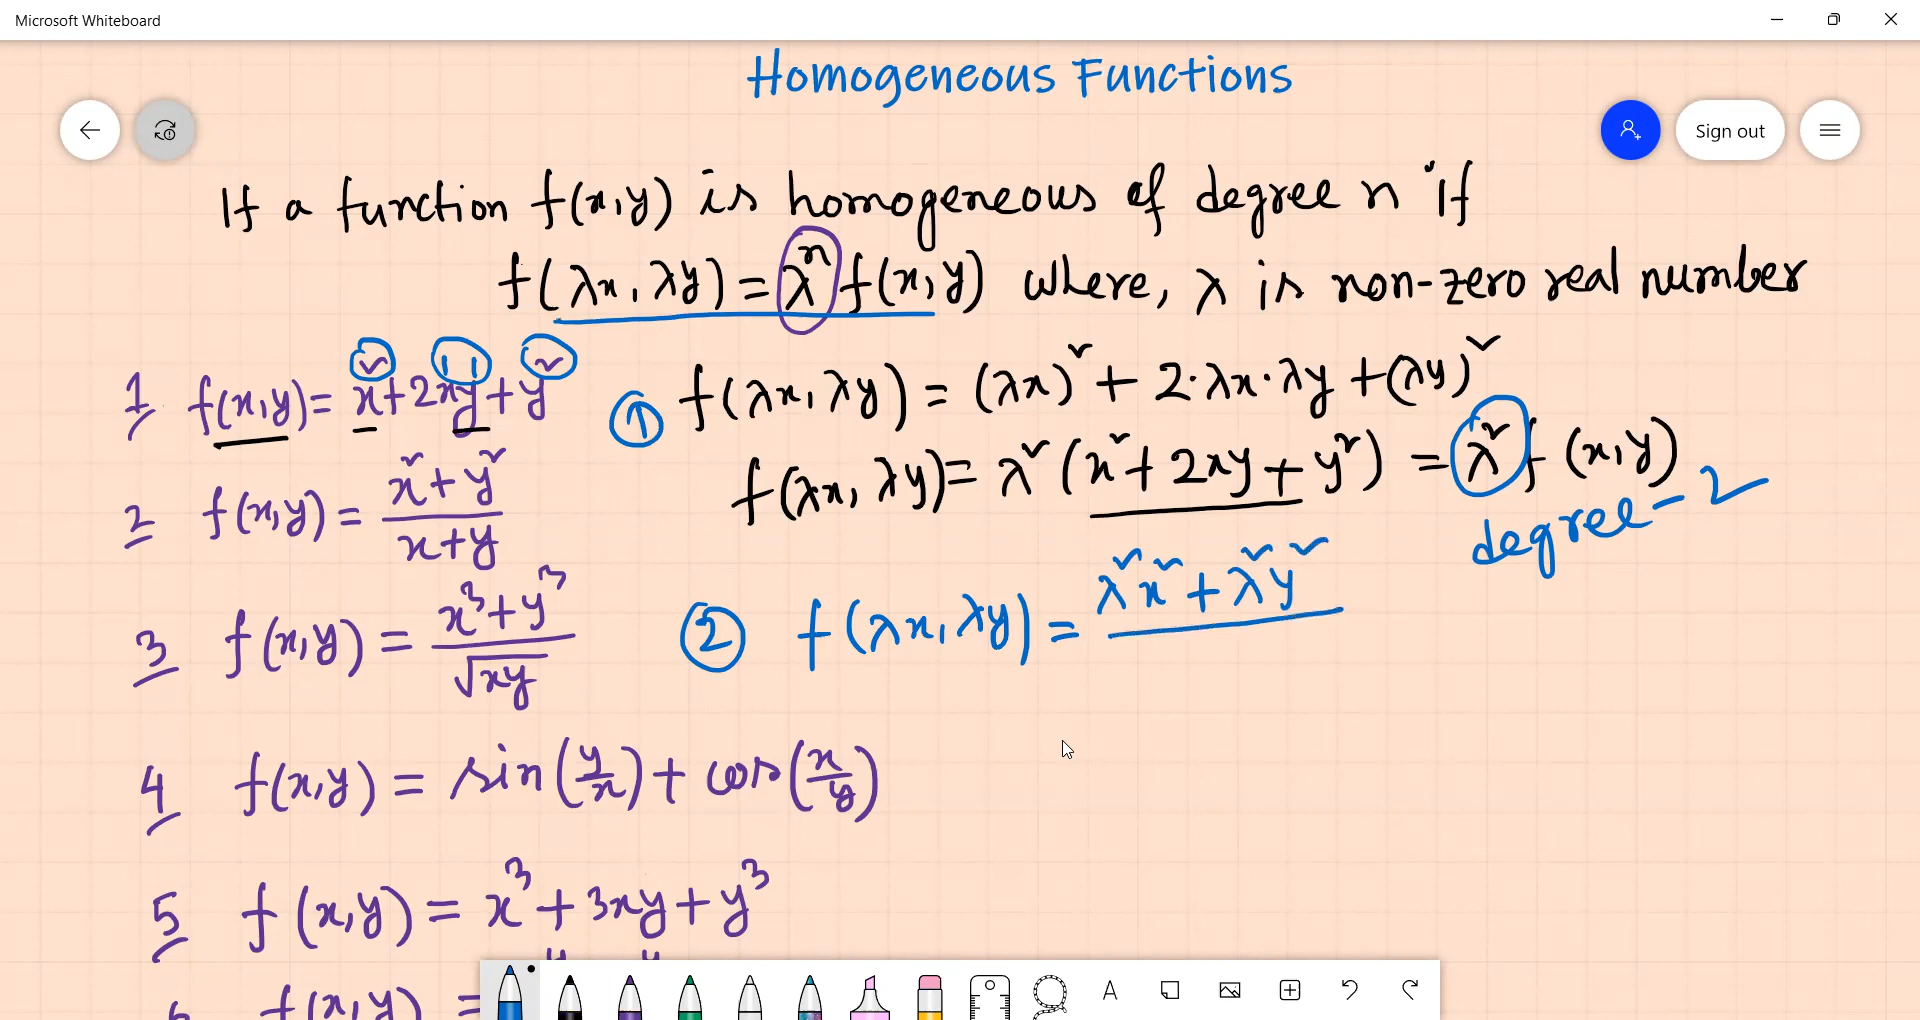 Microsoft Whiteboard
Homogeneous Functions
Sign out
If a function f(x,y) is homogeneous of degree n if
f(λx, λy) = λⁿ f(x,y) where, λ is non-zero real number
1 f(x,y) = x² + 2xy + y²
① f(λx, λy) = (λx)² + 2·λx·λy + (λy)²
f(λx, λy) = λ² (x² + 2xy + y²) = λ² f(x,y)
degree - 2
2 f(x,y) = x² + y² / x + y
② f(λx, λy) = λ²x² + λ²y²
3 f(x,y) = x³ + y³ / √xy
4 f(x,y) = sin(y/x) + cos(x/y)
5 f(x,y) = x³ + 3xy + y³
f(x,y) =